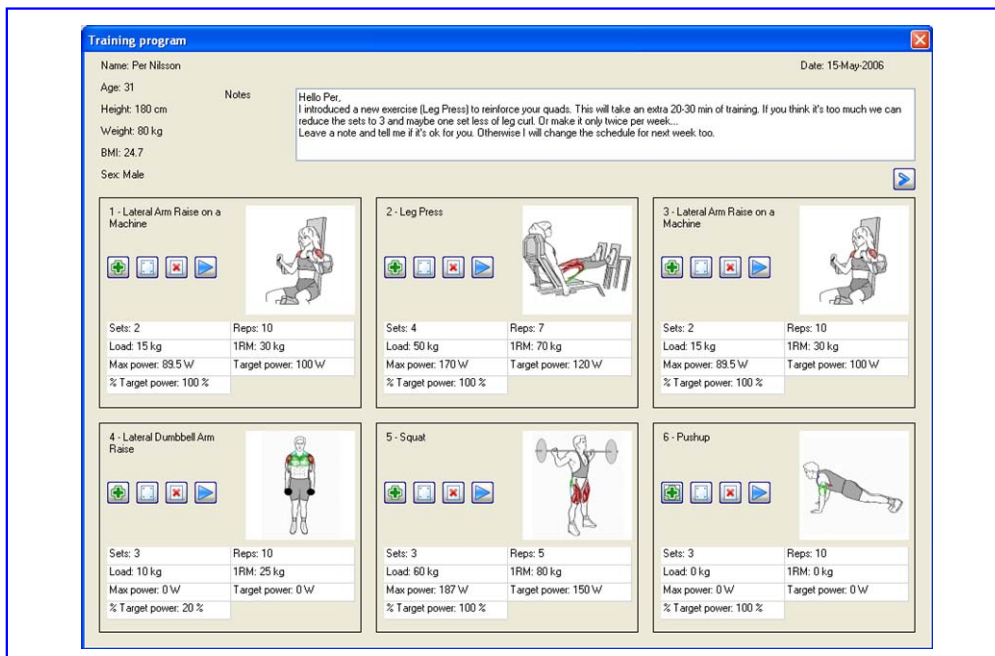 Training program
Name: Per Nilsson
Date: 15-May-2006
Age: 31
Height: 180 cm
Weight: 80 kg
BMI: 24.7
Sex: Male
Notes
Hello Per,
I introduced a new exercise (Leg Press) to reinforce your quads. This will take an extra 20-30 min of training. If you think it's too much we can
reduce the sets to 3 and maybe one set less of leg curl. Or make it only twice per week...
Leave a note and tell me if it's ok for you. Otherwise I will change the schedule for next week too.
1 - Lateral Arm Raise on a
Machine
Sets: 2 Reps: 10
Load: 15 kg 1RM: 30 kg
Max power: 89.5 W Target power: 100 W
% Target power: 100 %
2 - Leg Press
Sets: 4 Reps: 7
Load: 50 kg 1RM: 70 kg
Max power: 170 W Target power: 120 W
% Target power: 100 %
3 - Lateral Arm Raise on a
Machine
Sets: 2 Reps: 10
Load: 15 kg 1RM: 30 kg
Max power: 89.5 W Target power: 100 W
% Target power: 100 %
4 - Lateral Dumbbell Arm
Raise
Sets: 3 Reps: 10
Load: 10 kg 1RM: 25 kg
Max power: 0 W Target power: 0 W
% Target power: 20 %
5 - Squat
Sets: 3 Reps: 5
Load: 60 kg 1RM: 80 kg
Max power: 187 W Target power: 150 W
% Target power: 100 %
6 - Pushup
Sets: 3 Reps: 10
Load: 0 kg 1RM: 0 kg
Max power: 0 W Target power: 0 W
% Target power: 100 %